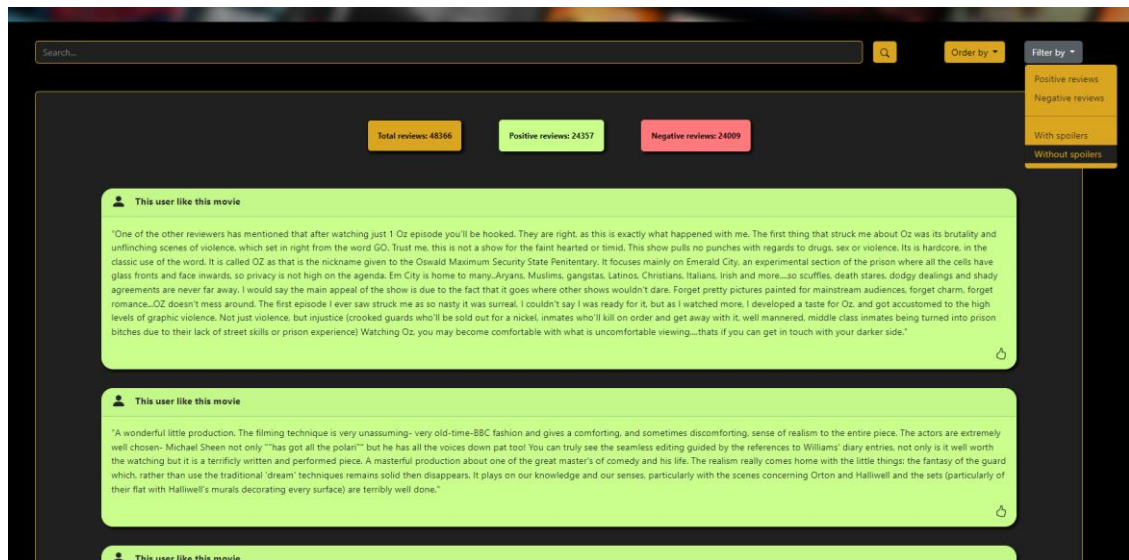 Search...
Order by
Filter by
Positive reviews
Negative reviews
With spoilers
Without spoilers
Total reviews: 48366
Positive reviews: 24357
Negative reviews: 24009
This user like this movie
"One of the other reviewers has mentioned that after watching just 1 Oz episode you'll be hooked. They are right, as this is exactly what happened with me. The first thing that struck me about Oz was its brutality and
unflinching scenes of violence, which set in right from the word GO. Trust me, this is not a show for the faint hearted or timid. This show pulls no punches with regards to drugs, sex or violence. Its is hardcore, in the
classic use of the word. It is called OZ as that is the nickname given to the Oswald Maximum Security State Penitentary. It focuses mainly on Emerald City, an experimental section of the prison where all the cells have
glass fronts and face inwards, so privacy is not high on the agenda. Em City is home to many..Aryans, Muslims, gangstas, Latinos, Christians, Italians, Irish and more....so scuffles, death stares, dodgy dealings and shady
agreements are never far away. I would say the main appeal of the show is due to the fact that it goes where other shows wouldn't dare. Forget pretty pictures painted for mainstream audiences, forget charm, forget
romance...OZ doesn't mess around. The first episode I ever saw struck me as so nasty it was surreal, I couldn't say I was ready for it, but as I watched more, I developed a taste for Oz, and got accustomed to the high
levels of graphic violence. Not just violence, but injustice (crooked guards who'll be sold out for a nickel, inmates who'll kill on order and get away with it, well mannered, middle class inmates being turned into prison
bitches due to their lack of street skills or prison experience) Watching Oz, you may become comfortable with what is uncomfortable viewing....thats if you can get in touch with your darker side."
This user like this movie
"A wonderful little production. The filming technique is very unassuming- very old-time-BBC fashion and gives a comforting, and sometimes discomforting, sense of realism to the entire piece. The actors are extremely
well chosen- Michael Sheen not only ""has got all the polari"" but he has all the voices down pat too! You can truly see the seamless editing guided by the references to Williams' diary entries, not only is it well worth
the watching but it is a terrificly written and performed piece. A masterful production about one of the great master's of comedy and his life. The realism really comes home with the little things: the fantasy of the guard
which, rather than use the traditional 'dream' techniques remains solid then disappears. It plays on our knowledge and our senses, particularly with the scenes concerning Orton and Halliwell and the sets (particularly of
their flat with Halliwell's murals decorating every surface) are terribly well done."
This user like this movie